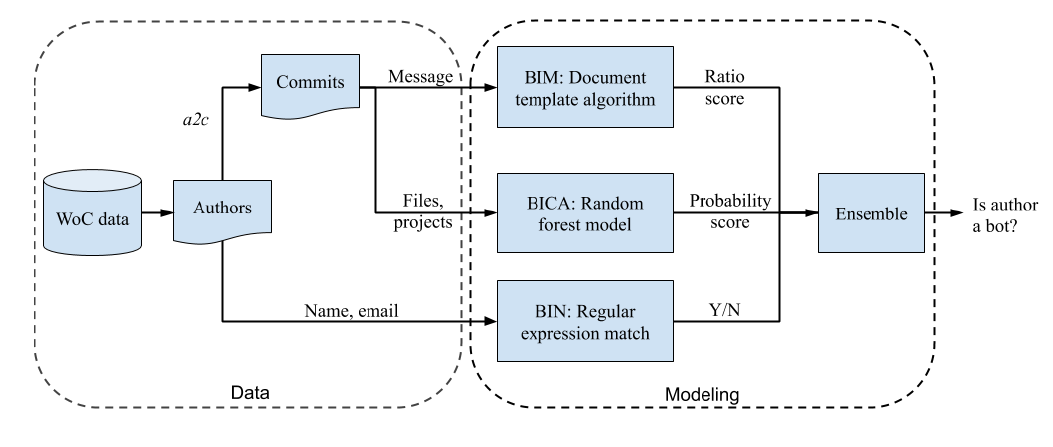 Commits
Message
BIM: Document
template algorithm
Ratio
score
a2c
WoC data
Authors
Files,
projects
BICA: Random
forest model
Probability
score
Ensemble
Is author
a bot?
Name, email
BIN: Regular
expression match
Y/N
Data
Modeling